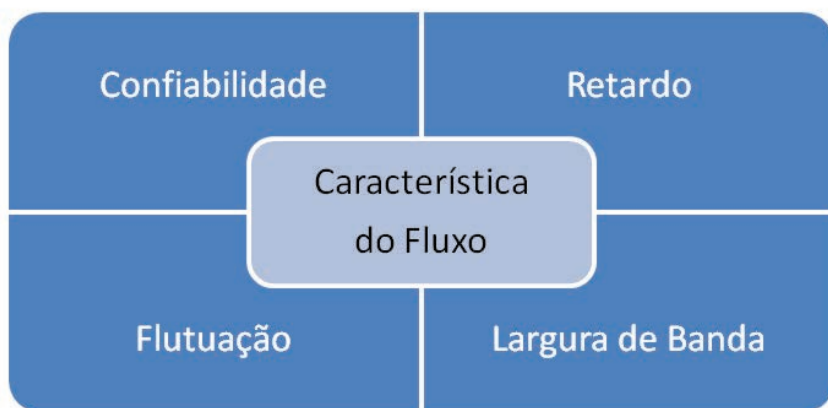 Confiabilidade
Retardo
Característica
do Fluxo
Flutuação
Largura de Banda